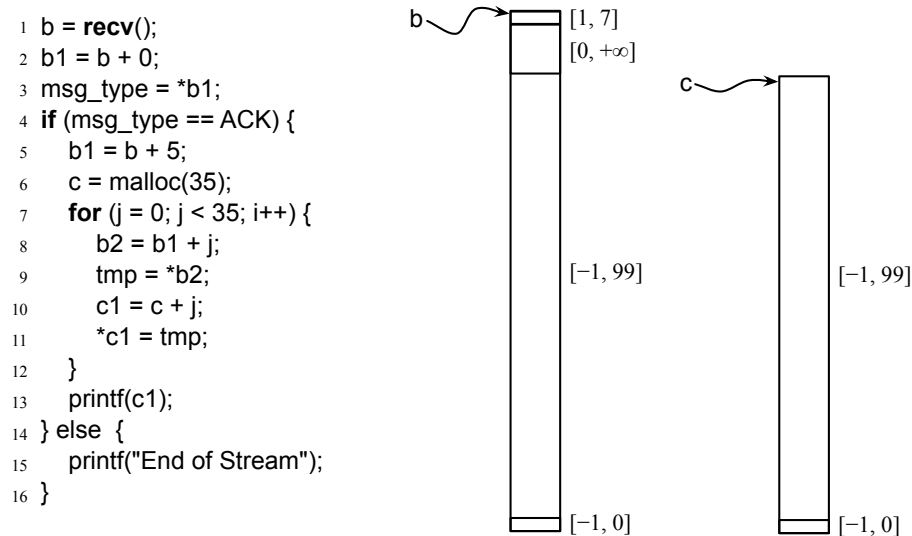 1 b = recv();
2 b1 = b + 0;
3 msg_type = *b1;
4 if (msg_type == ACK) {
5 b1 = b + 5;
6 c = malloc(35);
7 for (j = 0; j < 35; i++) {
8 b2 = b1 + j;
9 tmp = *b2;
10 c1 = c + j;
11 *c1 = tmp;
12 }
13 printf(c1);
14 } else {
15 printf("End of Stream");
16 }
b
[1, 7]
[0, +∞]
[−1, 99]
[−1, 0]
c
[−1, 99]
[−1, 0]